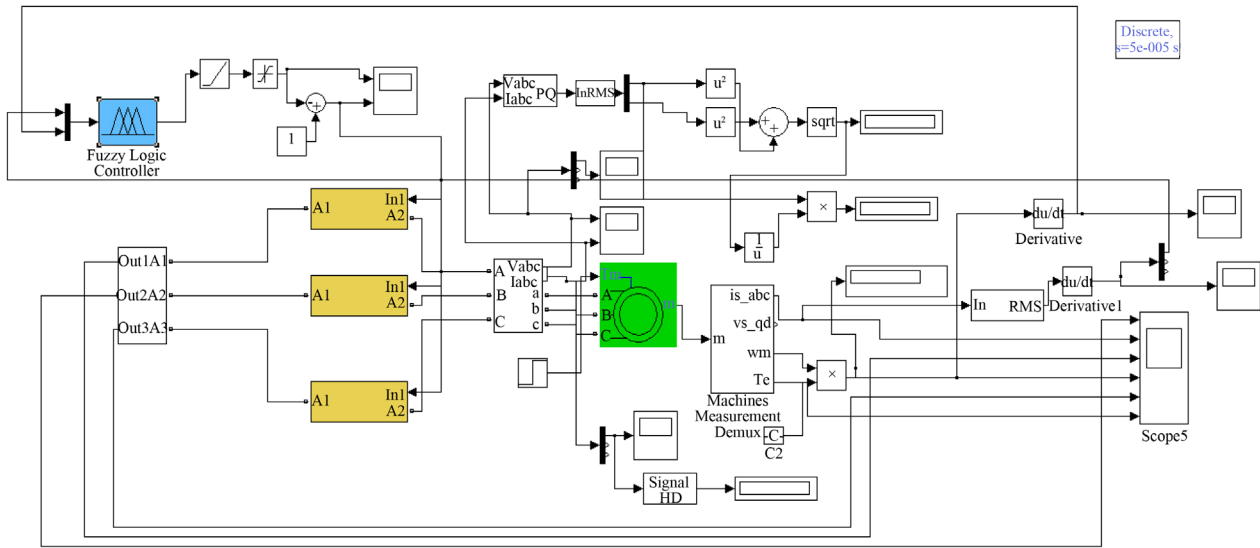 Discrete,
s=5e-005 s
Vabc
Iabc
PQ
InRMS
u²
u²
sqrt
Fuzzy Logic
Controller
1
In1
A1
A2
×
1
u
du/dt
Derivative
Out1A1
Out2A2
Out3A3
In1
A1
A2
A
B
C
Vabc
Iabc
a
b
c
Tm
A
B
C
m
m
is_abc
vs_qd
wm
Te
In
RMS
du/dt
Derivative1
×
In1
A1
A2
Machines
Measurement
Demux
-C-
C2
Scope5
Signal
HD